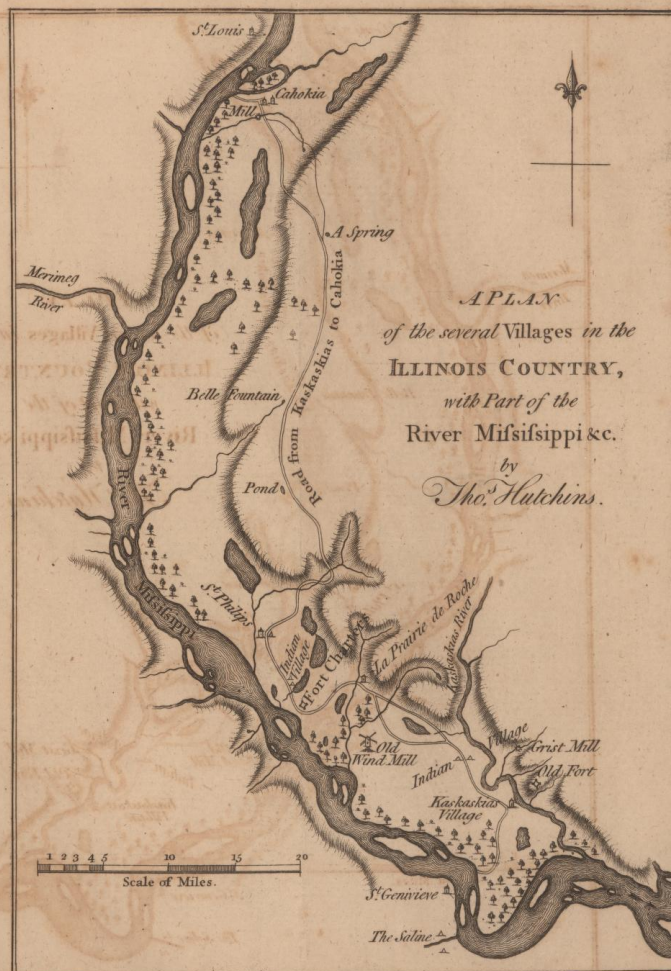 St. Louis
Cahokia
Mill
A Spring
Merimeg
River
A PLAN
of the several Villages in the
ILLINOIS COUNTRY,
with Part of the
River Miſsiſsippi &c.
by
Thos. Hutchins.
Road from Kaskaskias to Cahokia
Belle Fountain
Pond
River
Miſsiſsippi
St. Philips
Indian
Village
Fort Chartres
La Prairie de Roche
Kaskaskias River
Old
Wind Mill
Indian Village
Grist Mill
Old Fort
Kaskaskias
Village
1 2 3 4 5 10 15 20
Scale of Miles.
St. Genivieve
The Saline